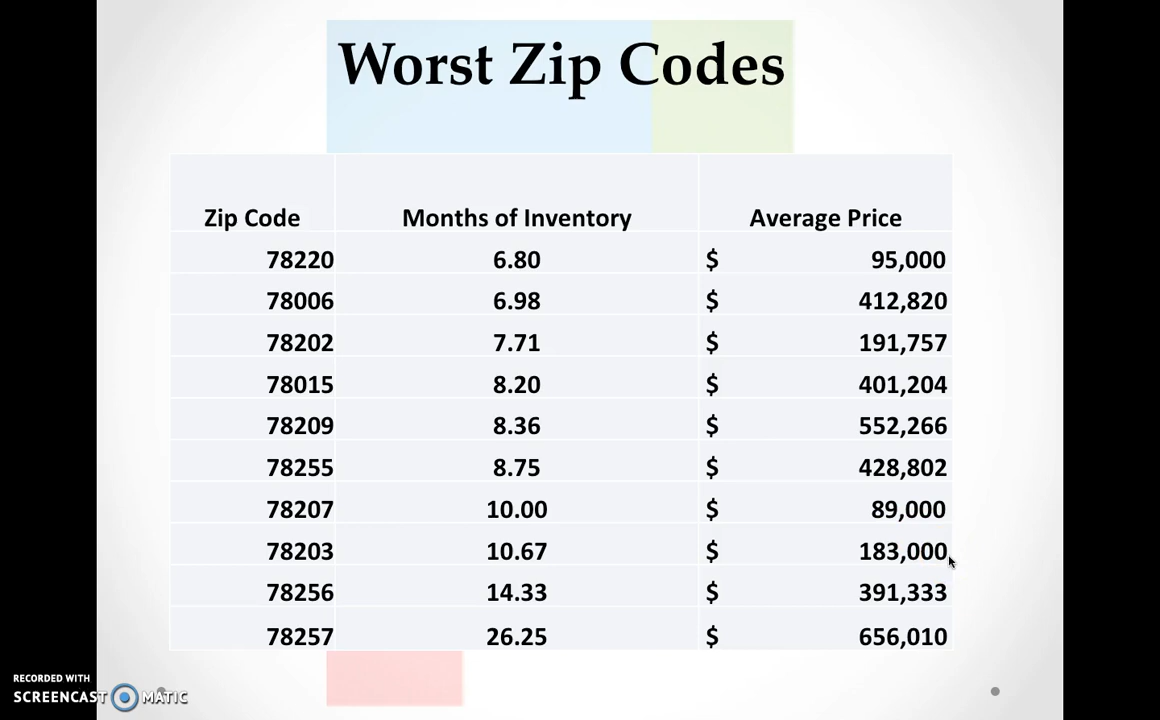 Worst Zip Codes
Zip Code Months of Inventory Average Price
78220 6.80 $ 95,000
78006 6.98 $ 412,820
78202 7.71 $ 191,757
78015 8.20 $ 401,204
78209 8.36 $ 552,266
78255 8.75 $ 428,802
78207 10.00 $ 89,000
78203 10.67 $ 183,000
78256 14.33 $ 391,333
78257 26.25 $ 656,010
RECORDED WITH
SCREENCAST MATIC